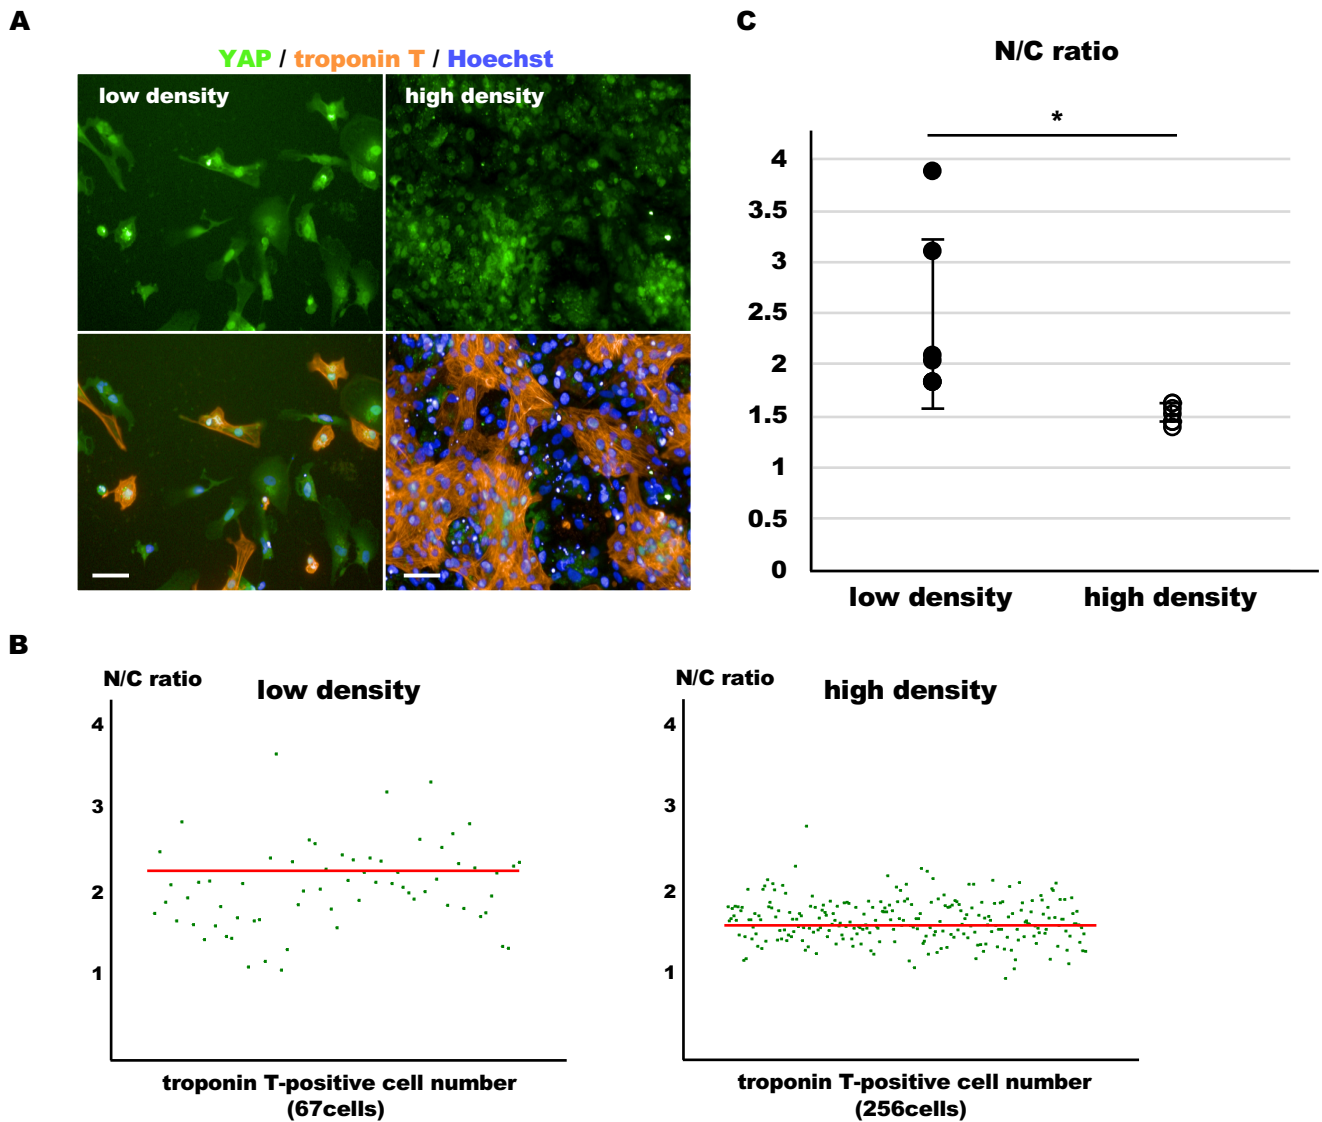 A
YAP / troponin T / Hoechst
low density
high density
C
N/C ratio
*
4
3.5
3
2.5
2
1.5
1
0.5
0
low density
high density
B
N/C ratio
low density
4
3
2
1
troponin T-positive cell number
(67cells)
N/C ratio
high density
4
3
2
1
troponin T-positive cell number
(256cells)